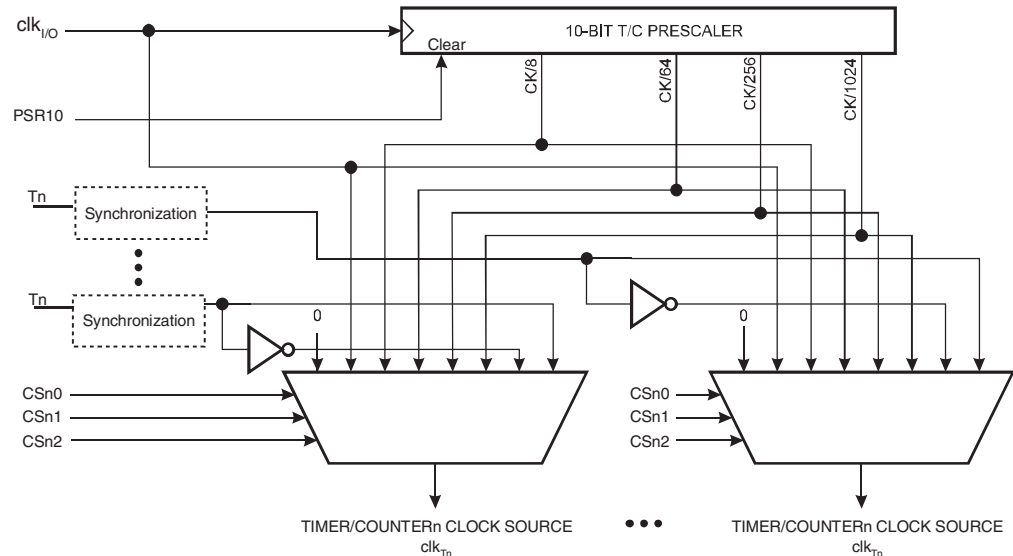 clkI/O
10-BIT T/C PRESCALER
Clear
CK/8
CK/64
CK/256
CK/1024
PSR10
Tn
Synchronization
Tn
Synchronization
0
0
CSn0
CSn1
CSn2
CSn0
CSn1
CSn2
TIMER/COUNTERn CLOCK SOURCE
clkTn
TIMER/COUNTERn CLOCK SOURCE
clkTn